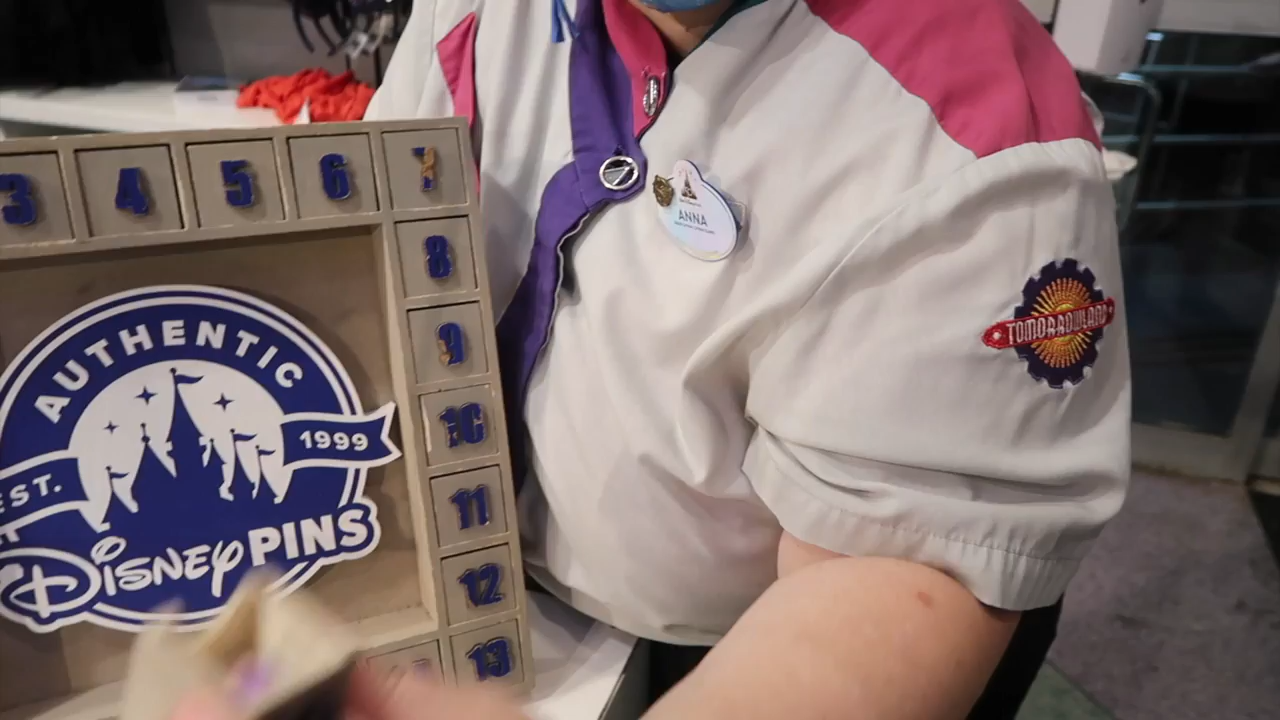 3 4 5 6 7
8
9
10
11
12
13
AUTHENTIC
EST. 1999
Disney PINS
ANNA
TOMORROWLAND